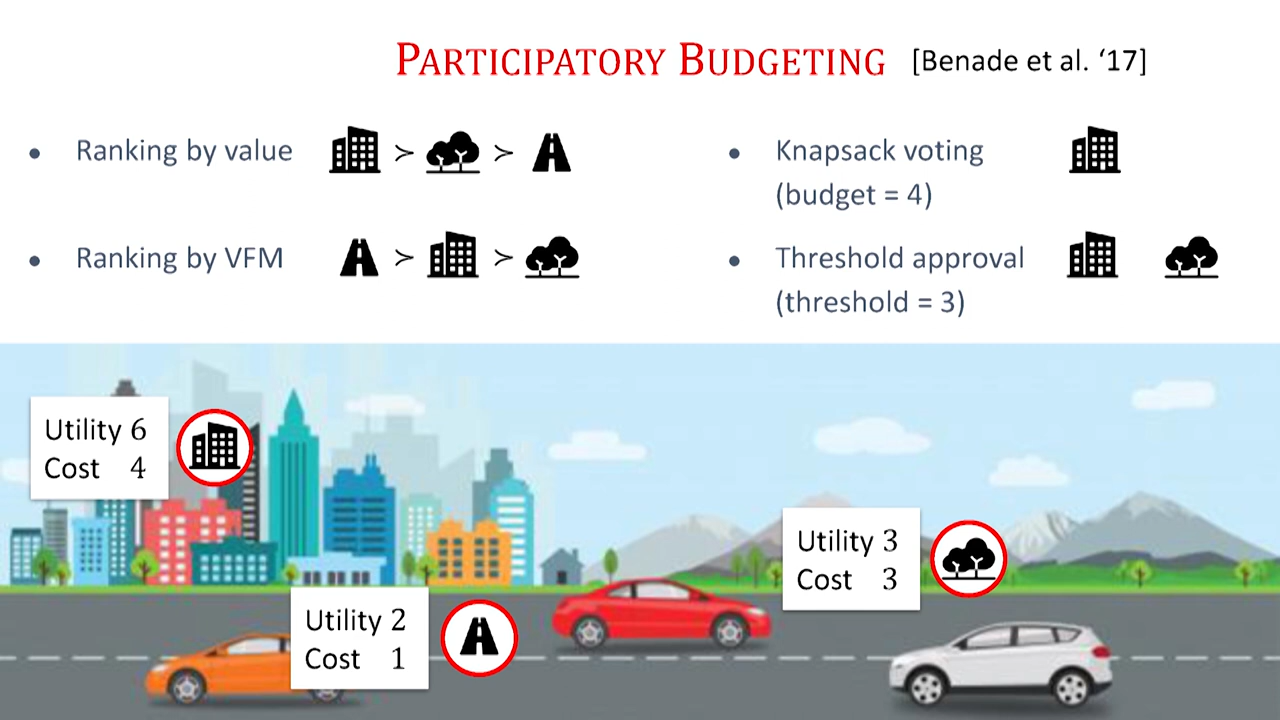 PARTICIPATORY BUDGETING [Benade et al. ‘17]
• Ranking by value ≻ ≻
• Ranking by VFM ≻ ≻
• Knapsack voting
(budget = 4)
• Threshold approval
(threshold = 3)
Utility 6
Cost 4
Utility 3
Cost 3
Utility 2
Cost 1